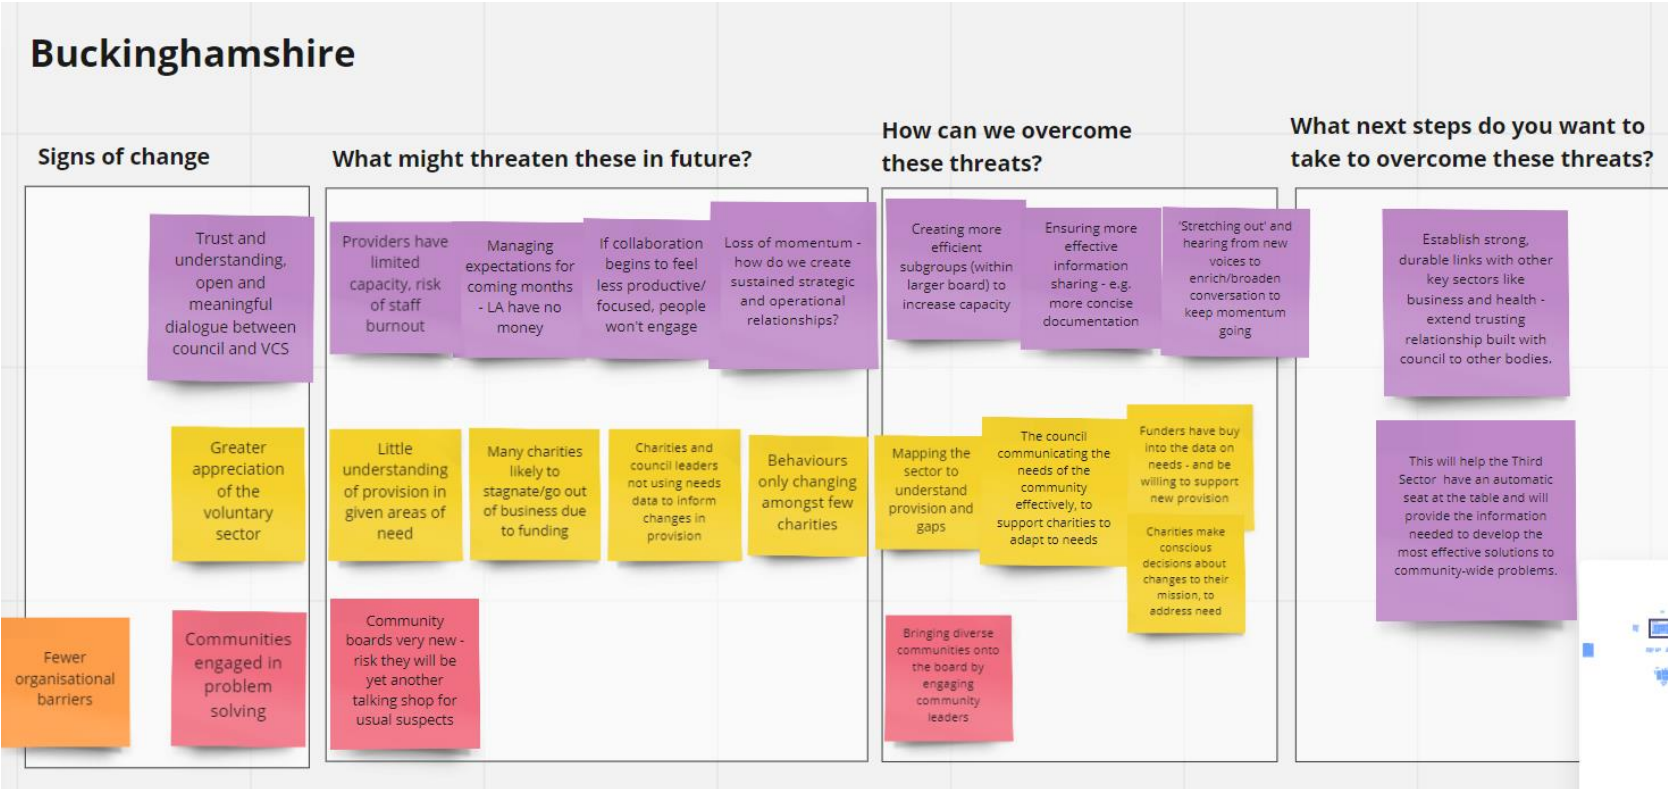 Buckinghamshire
Signs of change
What might threaten these in future?
How can we overcome
these threats?
What next steps do you want to
take to overcome these threats?
Trust and
understanding,
open and
meaningful
dialogue between
council and VCS
Providers have
limited
capacity, risk
of staff
burnout
Managing
expectations for
coming months
- LA have no
money
If collaboration
begins to feel
less productive/
focused, people
won't engage
Loss of momentum -
how do we create
sustained strategic
and operational
relationships?
Creating more
efficient
subgroups (within
larger board) to
increase capacity
Ensuring more
effective
information
sharing - e.g.
more concise
documentation
'Stretching out' and
hearing from new
voices to
enrich/broaden
conversation to
keep momentum
going
Establish strong,
durable links with other
key sectors like
business and health -
extend trusting
relationship built with
council to other bodies.
Greater
appreciation
of the
voluntary
sector
Little
understanding
of provision in
given areas of
need
Many charities
likely to
stagnate/go out
of business due
to funding
Charities and
council leaders
not using needs
data to inform
changes in
provision
Behaviours
only changing
amongst few
charities
Mapping the
sector to
understand
provision and
gaps
The council
communicating the
needs of the
community
effectively, to
support charities to
adapt to needs
Funders have buy
into the data on
needs - and be
willing to support
new provision
Charities make
conscious
decisions about
changes to their
mission, to
address need
This will help the Third
Sector have an automatic
seat at the table and will
provide the information
needed to develop the
most effective solutions to
community-wide problems.
Fewer
organisational
barriers
Communities
engaged in
problem
solving
Community
boards very new -
risk they will be
yet another
talking shop for
usual suspects
Bringing diverse
communities onto
the board by
engaging
community
leaders